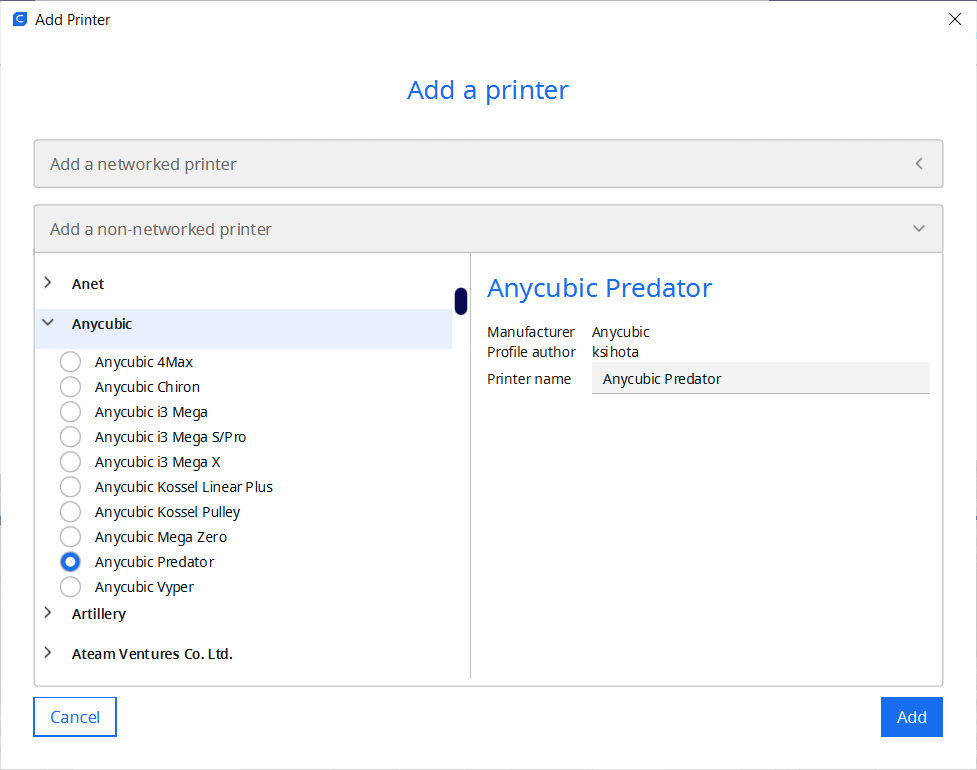 Add Printer
Add a printer
Add a networked printer
Add a non-networked printer
Anet
Anycubic
Anycubic 4Max
Anycubic Chiron
Anycubic i3 Mega
Anycubic i3 Mega S/Pro
Anycubic i3 Mega X
Anycubic Kossel Linear Plus
Anycubic Kossel Pulley
Anycubic Mega Zero
Anycubic Predator
Anycubic Vyper
Artillery
Ateam Ventures Co. Ltd.
Anycubic Predator
Manufacturer Anycubic
Profile author ksihota
Printer name Anycubic Predator
Cancel
Add